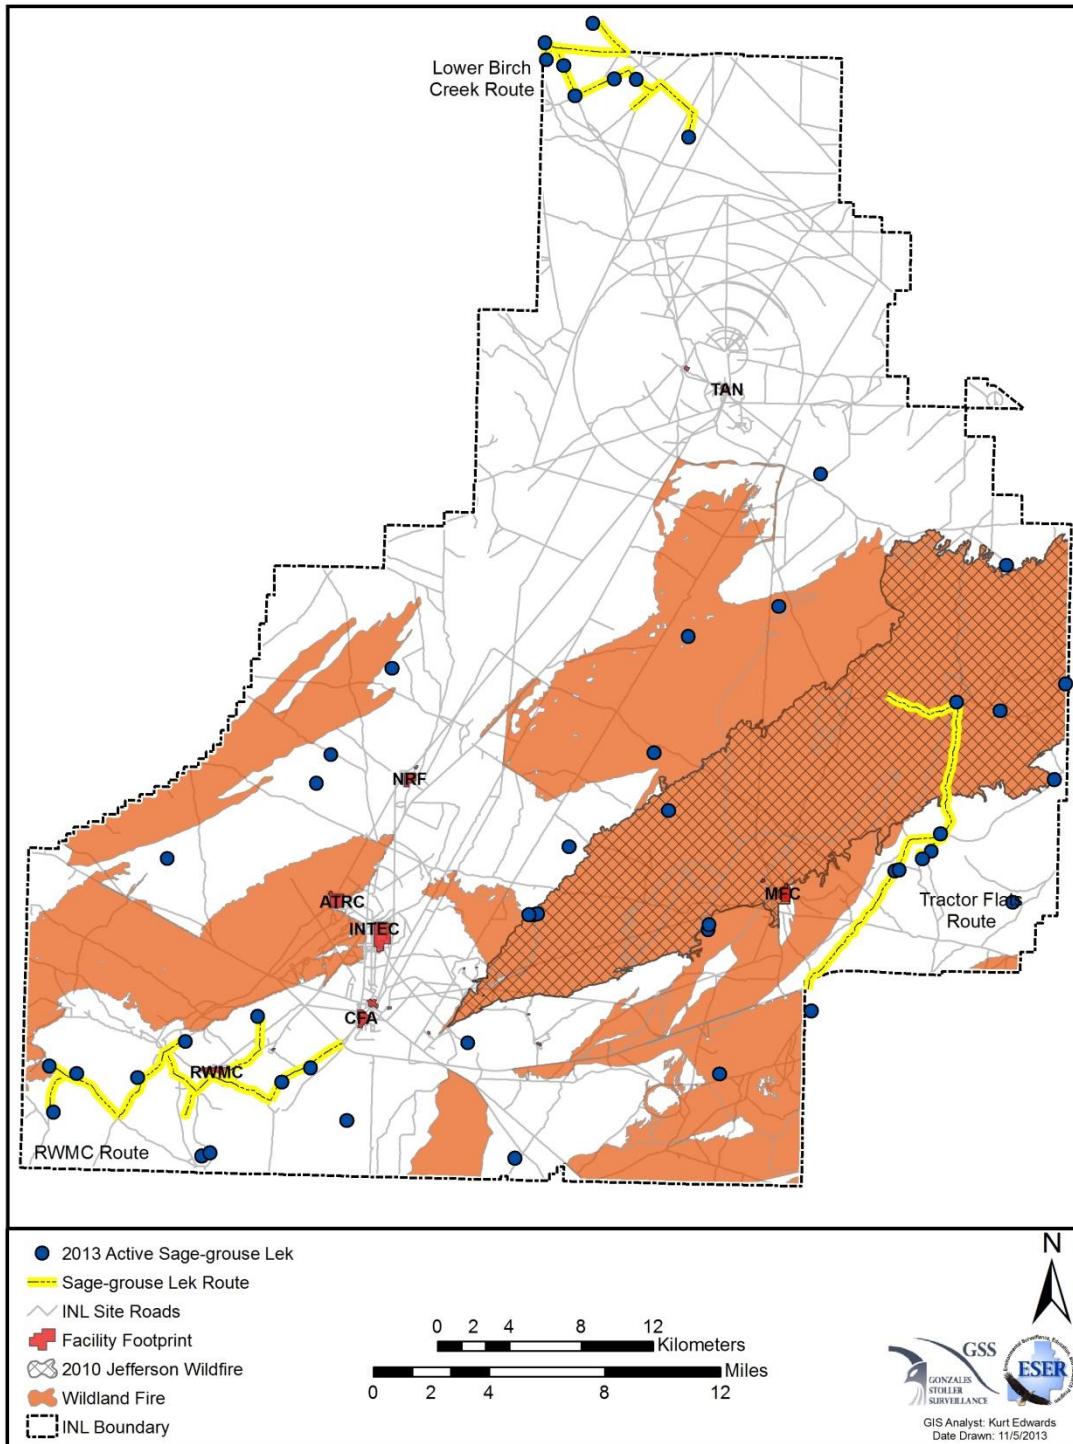 Lower Birch
Creek Route
TAN
NRF
ATRC
INTEC
MFC
Tractor Flats
Route
CFA
RWMC
RWMC Route
2013 Active Sage-grouse Lek
Sage-grouse Lek Route
INL Site Roads
Facility Footprint
2010 Jefferson Wildfire
Wildland Fire
INL Boundary
0 2 4 8 12
Kilometers
Miles
0 2 4 8 12
N
GSS
GONZALES
STOLLER
SURVEILLANCE
ESER
GIS Analyst: Kurt Edwards
Date Drawn: 11/5/2013